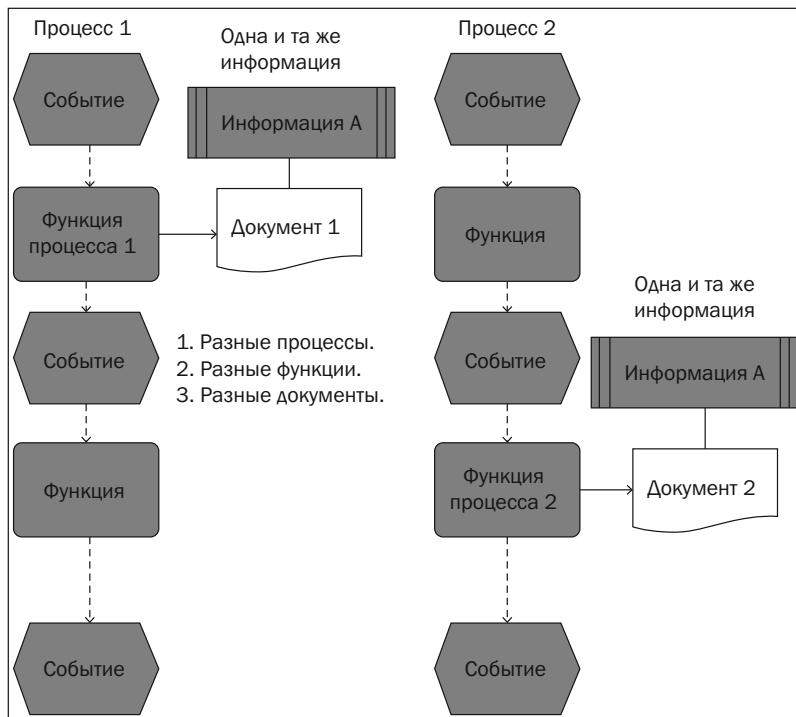 Процесс 1
Одна и та же
информация
Событие
Информация А
Функция
процесса 1
Документ 1
Событие
1. Разные процессы.
2. Разные функции.
3. Разные документы.
Функция
Событие
Процесс 2
Событие
Функция
Одна и та же
информация
Событие
Информация А
Функция
процесса 2
Документ 2
Событие